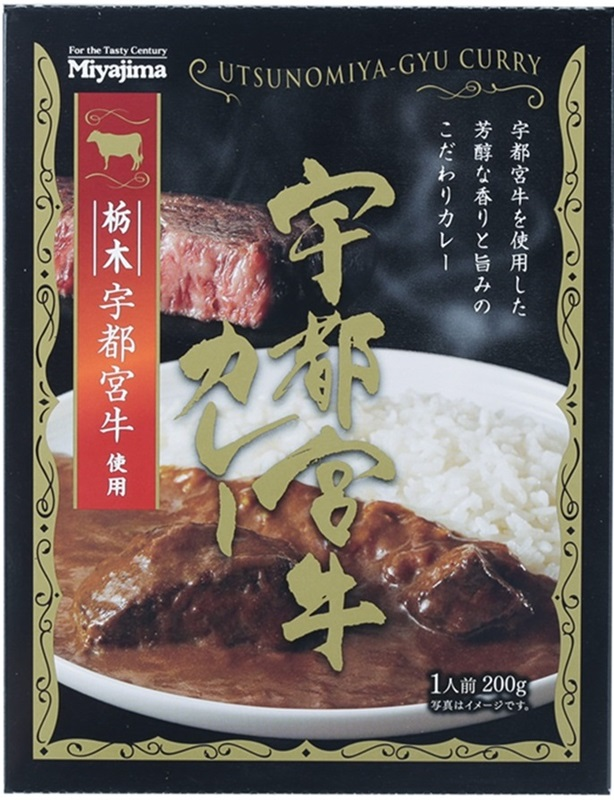 For the Tasty Century
Miyajima
UTSUNOMIYA-GYU CURRY
宇都宮牛を使用した
芳醇な香りと旨みの
こだわりカレー
栃木
宇都宮牛
使用
宇都宮牛
カレー
1人前 200g
写真はイメージです。